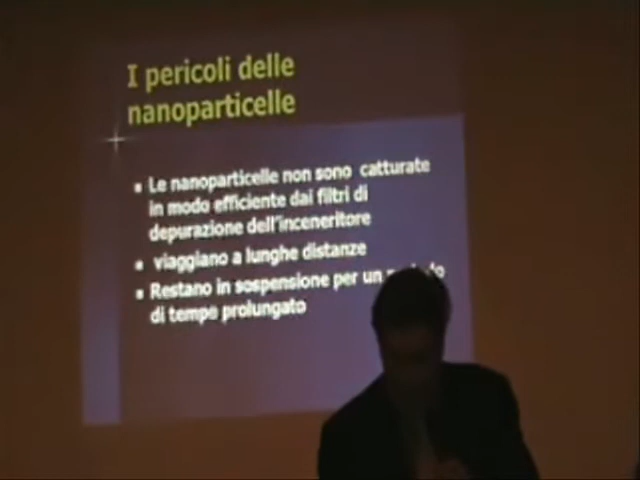 I pericoli delle
nanoparticelle
Le nanoparticelle non sono catturate
in modo efficiente dai filtri di
depurazione dell'inceneritore
viaggiano a lunghe distanze
Restano in sospensione per un
di tempo prolungato